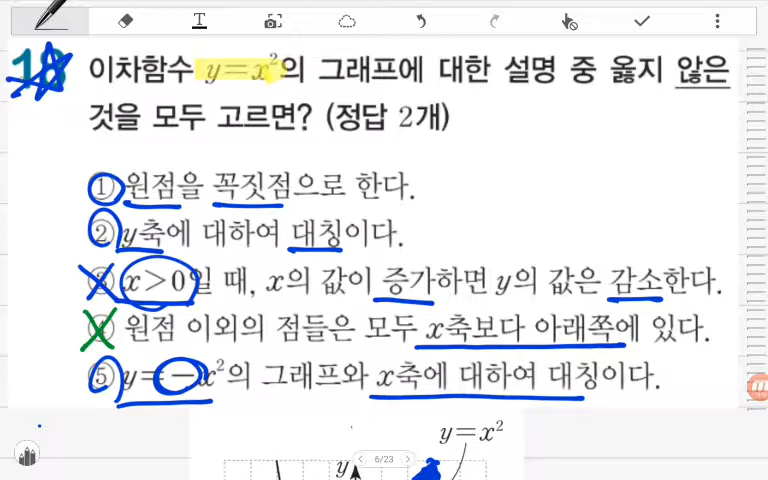 T
18 이차함수 y=x²의 그래프에 대한 설명 중 옳지 않은
것을 모두 고르면? (정답 2개)
① 원점을 꼭짓점으로 한다.
② y축에 대하여 대칭이다.
③ x>0일 때, x의 값이 증가하면 y의 값은 감소한다.
④ 원점 이외의 점들은 모두 x축보다 아래쪽에 있다.
⑤ y=-x²의 그래프와 x축에 대하여 대칭이다.
y=x²
y
6/23